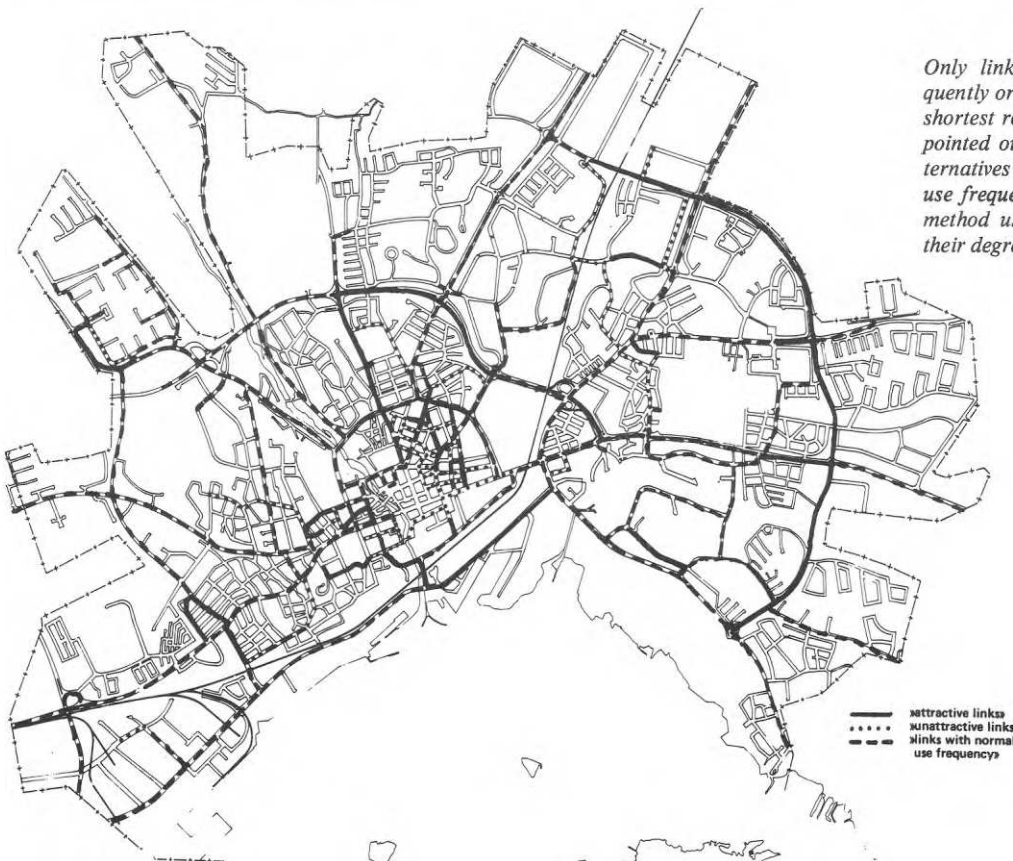 Only link
quently or
shortest re
pointed o
ternatives
use freque
method u
their degr
»attractive links»
»unattractive links
»links with normal
use frequency»